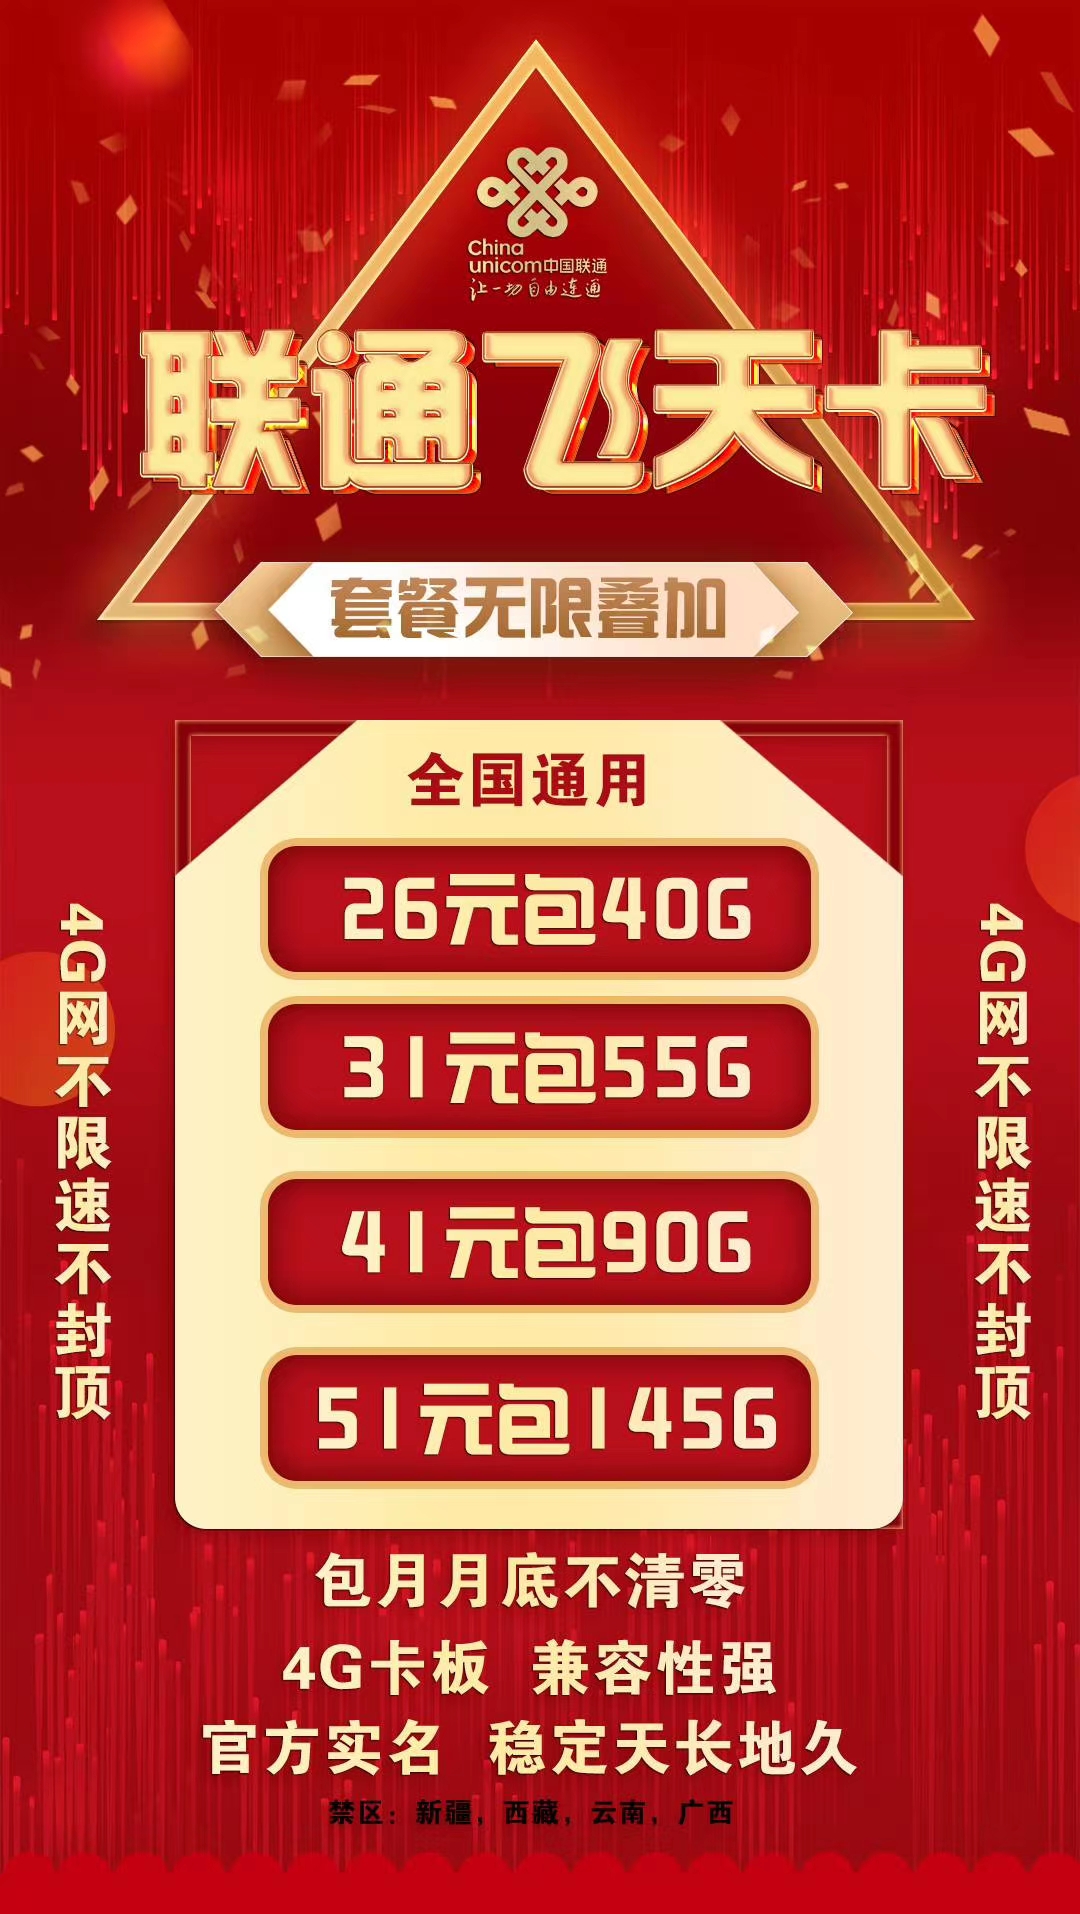 China
unicom中国联通
让一切自由连通
联通飞天卡
套餐无限叠加
全国通用
26元包40G
31元包55G
41元包90G
51元包145G
4G网不限速不封顶
4G网不限速不封顶
包月月底不清零
4G卡板 兼容性强
官方实名 稳定天长地久
禁区：新疆，西藏，云南，广西